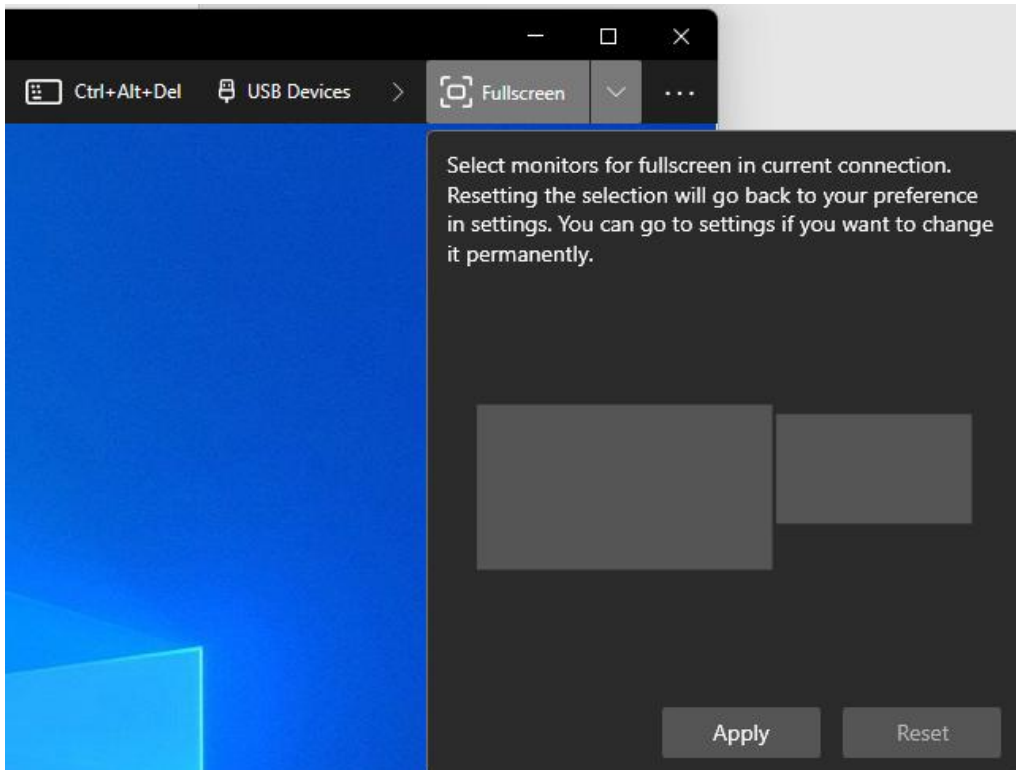 Ctrl+Alt+Del USB Devices Fullscreen
Select monitors for fullscreen in current connection.
Resetting the selection will go back to your preference
in settings. You can go to settings if you want to change
it permanently.
Apply Reset